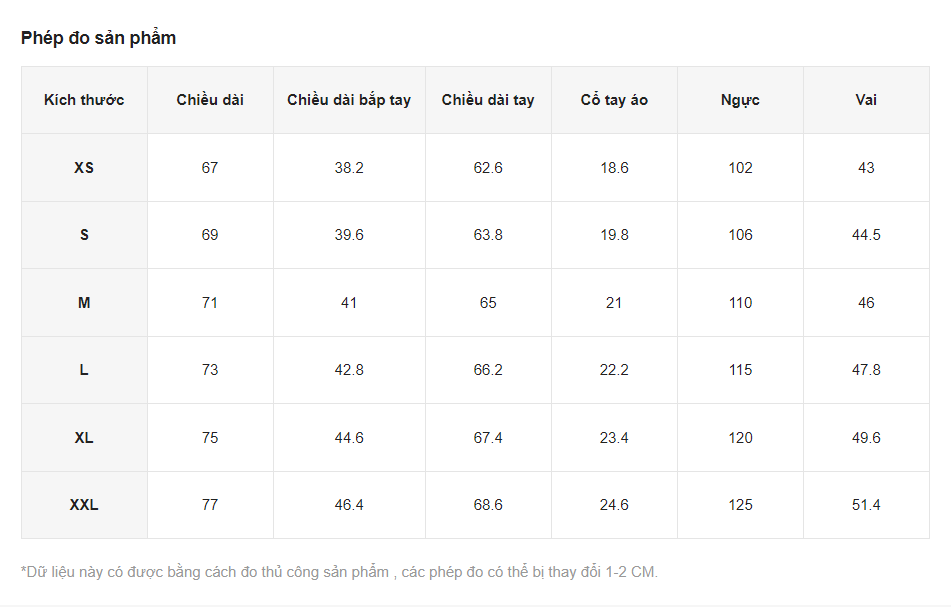 Phép đo sản phẩm
Kích thước Chiều dài Chiều dài bắp tay Chiều dài tay Cổ tay áo Ngực Vai
XS 67 38.2 62.6 18.6 102 43
S 69 39.6 63.8 19.8 106 44.5
M 71 41 65 21 110 46
L 73 42.8 66.2 22.2 115 47.8
XL 75 44.6 67.4 23.4 120 49.6
XXL 77 46.4 68.6 24.6 125 51.4
*Dữ liệu này có được bằng cách đo thủ công sản phẩm , các phép đo có thể bị thay đổi 1-2 CM.